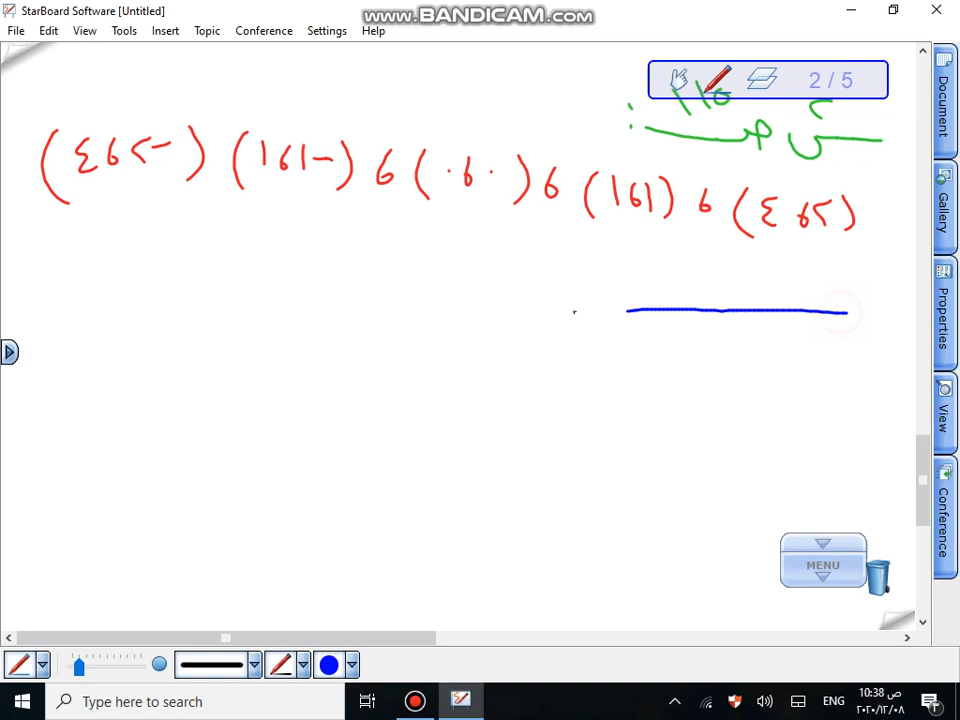 www.BANDICAM.com
StarBoard Software [Untitled]
File Edit View Tools Insert Topic Conference Settings Help
2 / 5
١١٥
(٢، ٤) ، (١، ١) ، (٠، ٠) ، (-١، ١) (-٢، ٤)
Document
Gallery
Properties
View
Conference
MENU
Type here to search
ENG
10:38 ص
٢٠٢٠/١٢/٠٨